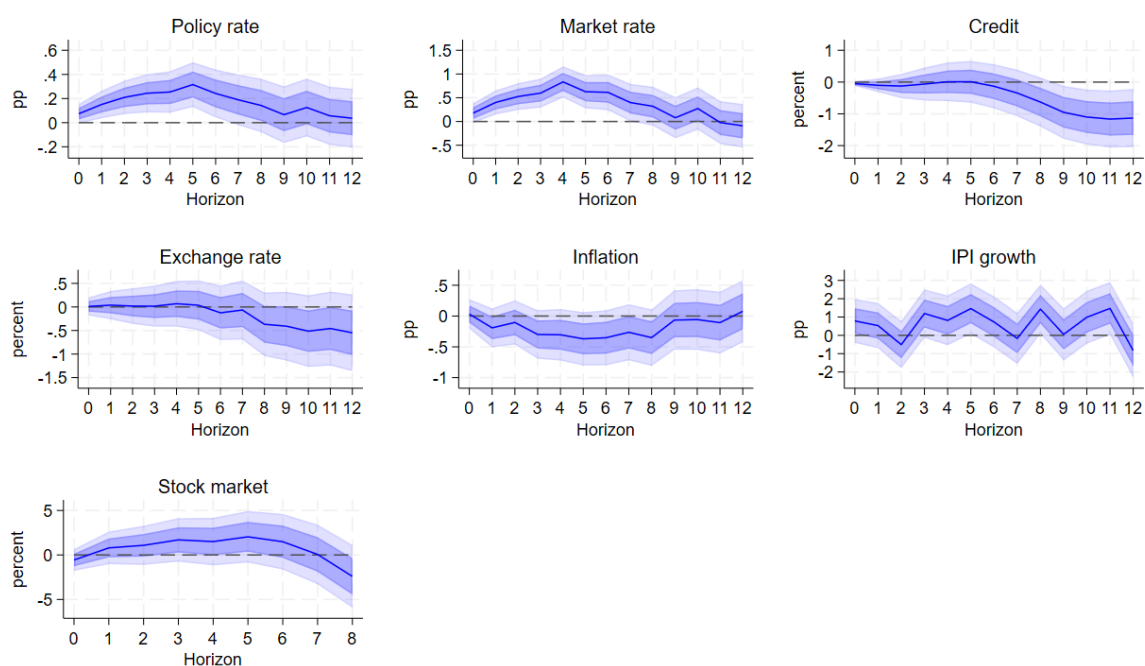 Policy rate
pp
.6
.4
.2
0
-.2
0 1 2 3 4 5 6 7 8 9 10 11 12
Horizon
Market rate
pp
1.5
1
.5
0
-.5
0 1 2 3 4 5 6 7 8 9 10 11 12
Horizon
Credit
percent
1
0
-1
-2
0 1 2 3 4 5 6 7 8 9 10 11 12
Horizon
Exchange rate
percent
.5
0
-.5
-1
-1.5
0 1 2 3 4 5 6 7 8 9 10 11 12
Horizon
Inflation
pp
.5
0
-.5
-1
0 1 2 3 4 5 6 7 8 9 10 11 12
Horizon
IPI growth
pp
3
2
1
0
-1
-2
0 1 2 3 4 5 6 7 8 9 10 11 12
Horizon
Stock market
percent
5
0
-5
0 1 2 3 4 5 6 7 8
Horizon